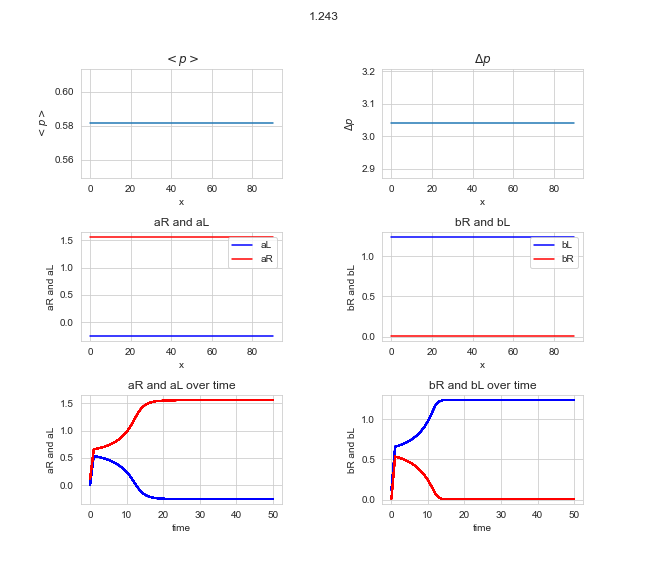 1.243
< p >
Δp
0.60
0.58
0.56
< p >
0 20 40 60 80
x
3.2
3.1
3.0
2.9
Δp
0 20 40 60 80
x
aR and aL
bR and bL
1.5
1.0
0.5
0.0
aR and aL
aL
aR
0 20 40 60 80
x
1.0
0.5
0.0
bR and bL
bL
bR
0 20 40 60 80
x
aR and aL over time
bR and bL over time
1.5
1.0
0.5
0.0
aR and aL
0 10 20 30 40 50
time
1.0
0.5
0.0
bR and bL
0 10 20 30 40 50
time